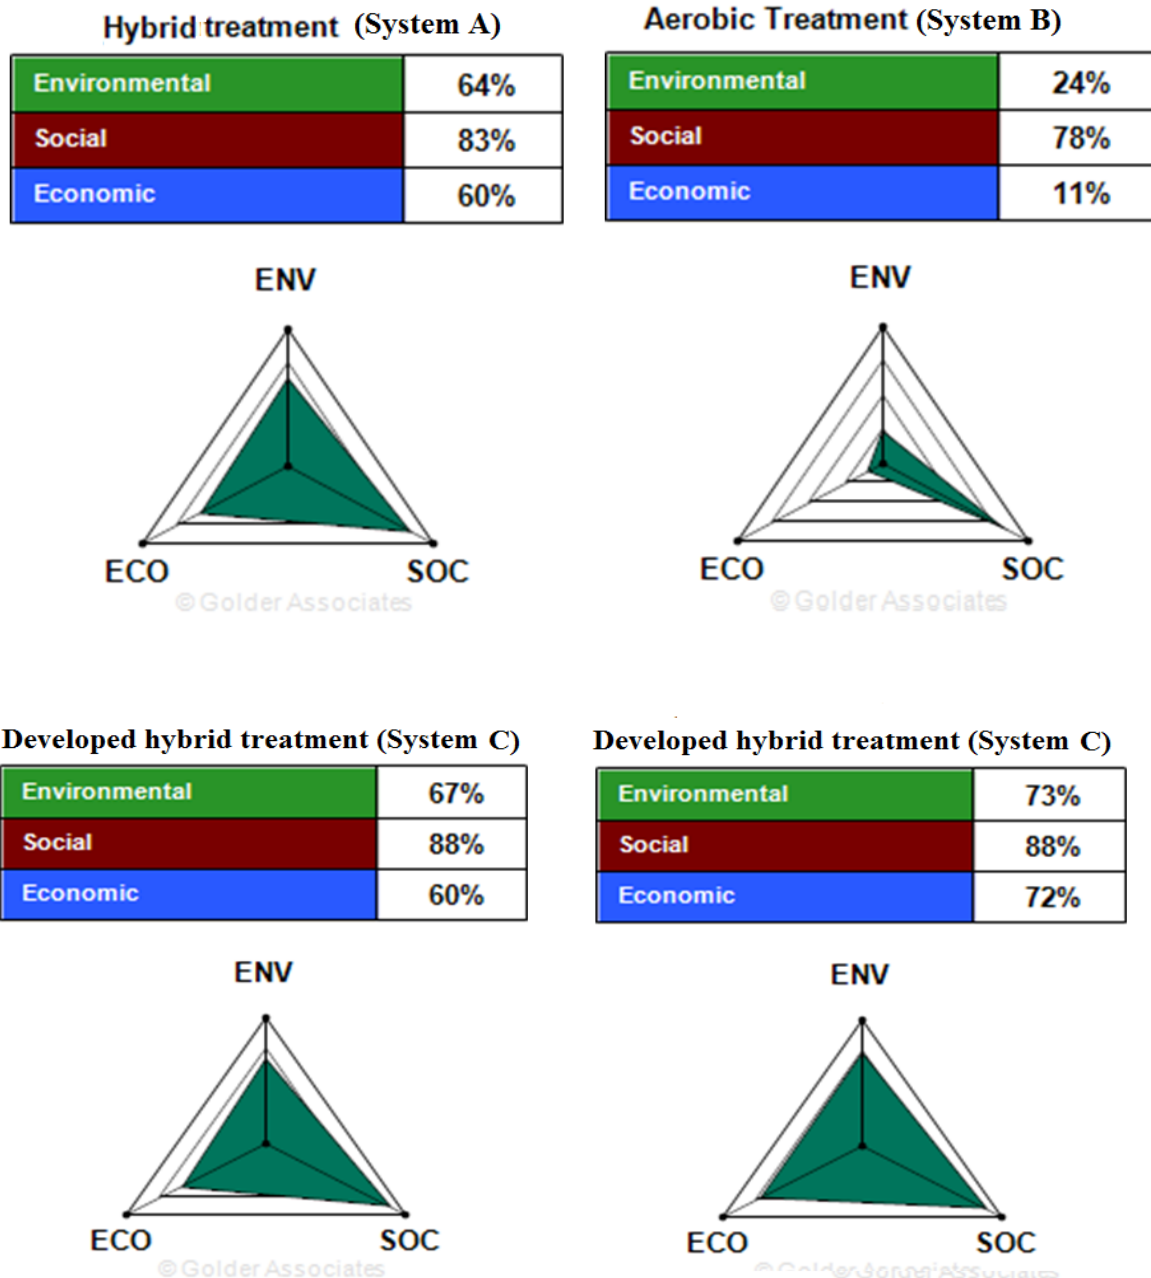 Hybrid treatment (System A)
Environmental 64%
Social 83%
Economic 60%
ENV
ECO
SOC
© Golder Associates
Aerobic Treatment (System B)
Environmental 24%
Social 78%
Economic 11%
ENV
ECO
SOC
© Golder Associates
Developed hybrid treatment (System C)
Environmental 67%
Social 88%
Economic 60%
ENV
ECO
SOC
© Golder Associates
Developed hybrid treatment (System C)
Environmental 73%
Social 88%
Economic 72%
ENV
ECO
SOC